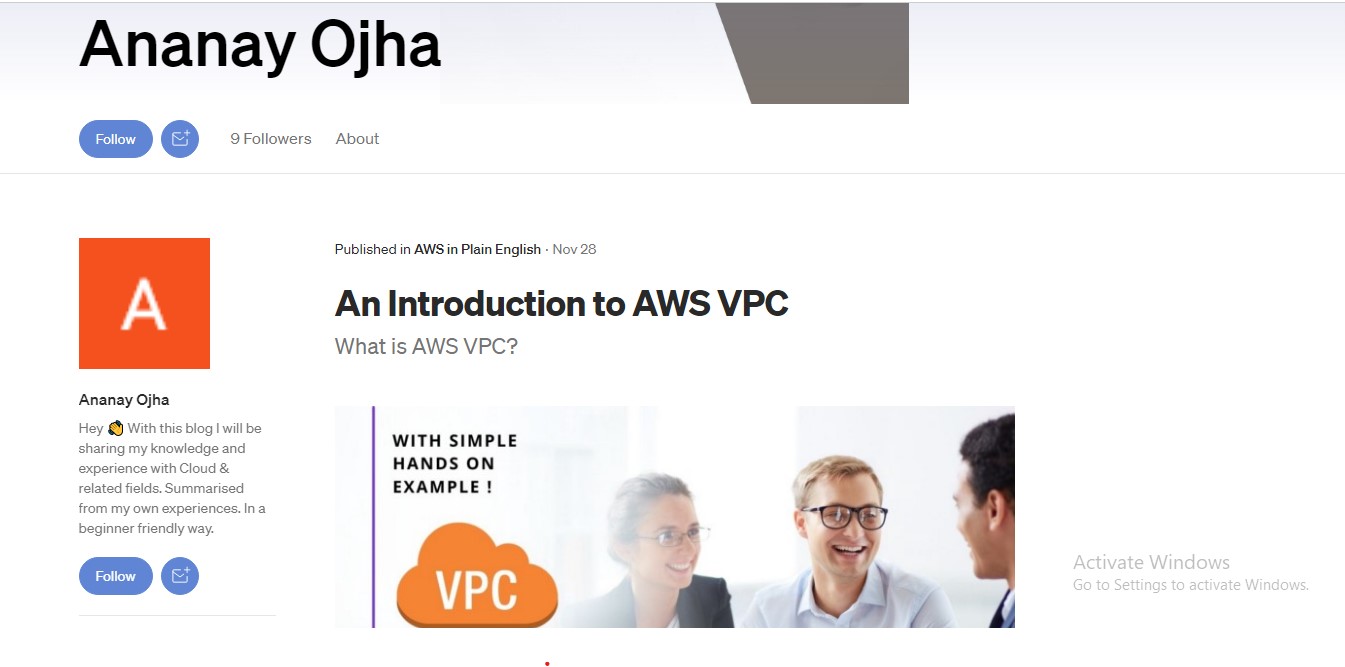 Ananay Ojha
Follow
9 Followers About
A
Published in AWS in Plain English · Nov 28
An Introduction to AWS VPC
What is AWS VPC?
Ananay Ojha
Hey 👏 With this blog I will be
sharing my knowledge and
experience with Cloud &
related fields. Summarised
from my own experiences. In a
beginner friendly way.
Follow
WITH SIMPLE
HANDS ON
EXAMPLE !
VPC
Activate Windows
Go to Settings to activate Windows.